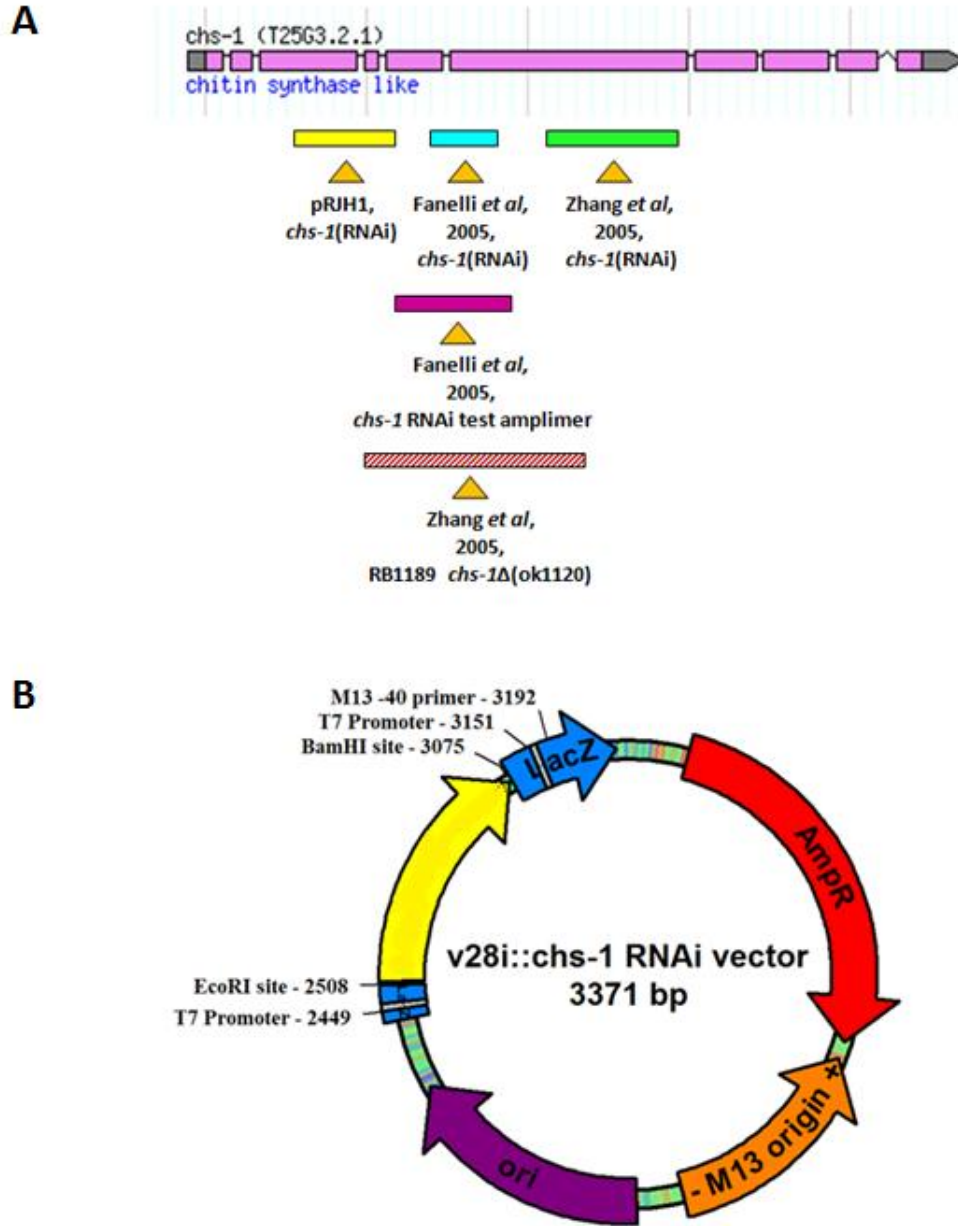 A
chs-1 (T25G3.2.1)
chitin synthase like
pRJH1,
chs-1(RNAi)
Fanelli et al,
2005,
chs-1(RNAi)
Zhang et al,
2005,
chs-1(RNAi)
Fanelli et al,
2005,
chs-1 RNAi test amplimer
Zhang et al,
2005,
RB1189 chs-1Δ(ok1120)
B
M13 -40 primer - 3192
T7 Promoter - 3151
BamHI site - 3075
LacZ
AmpR
v28i::chs-1 RNAi vector
3371 bp
EcoRI site - 2508
T7 Promoter - 2449
- M13 origin +
ori